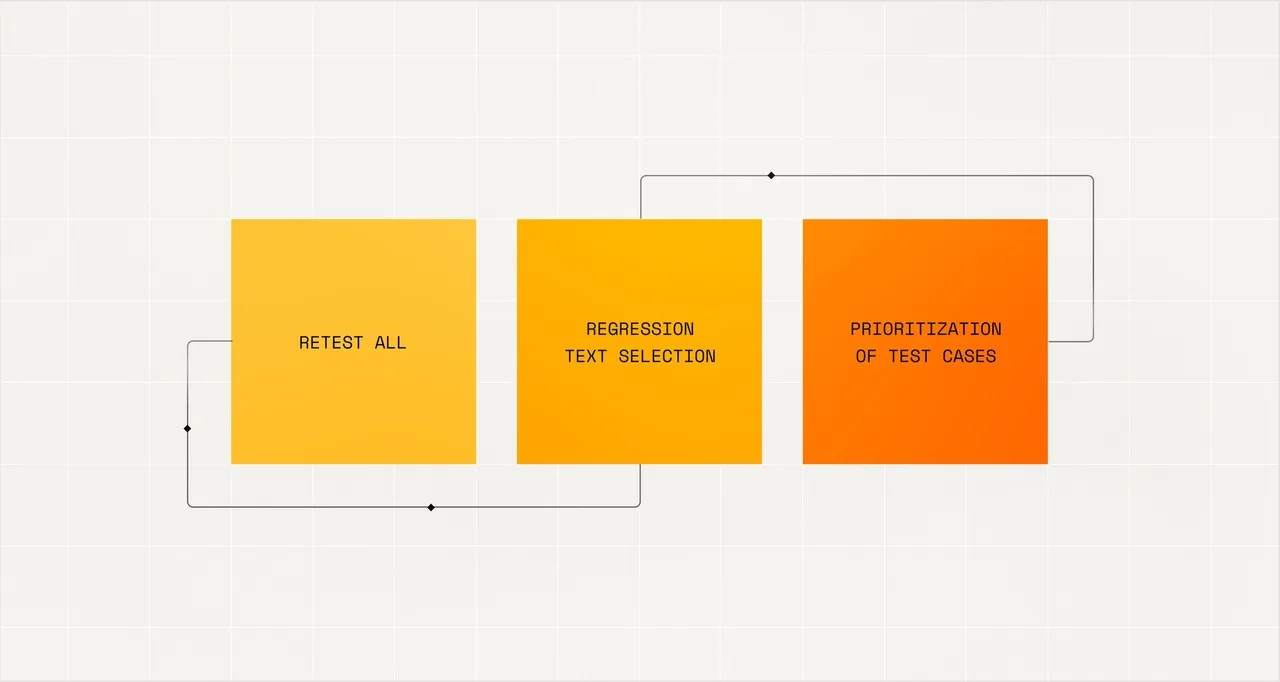 RETEST ALL
REGRESSION
TEXT SELECTION
PRIORITIZATION
OF TEST CASES